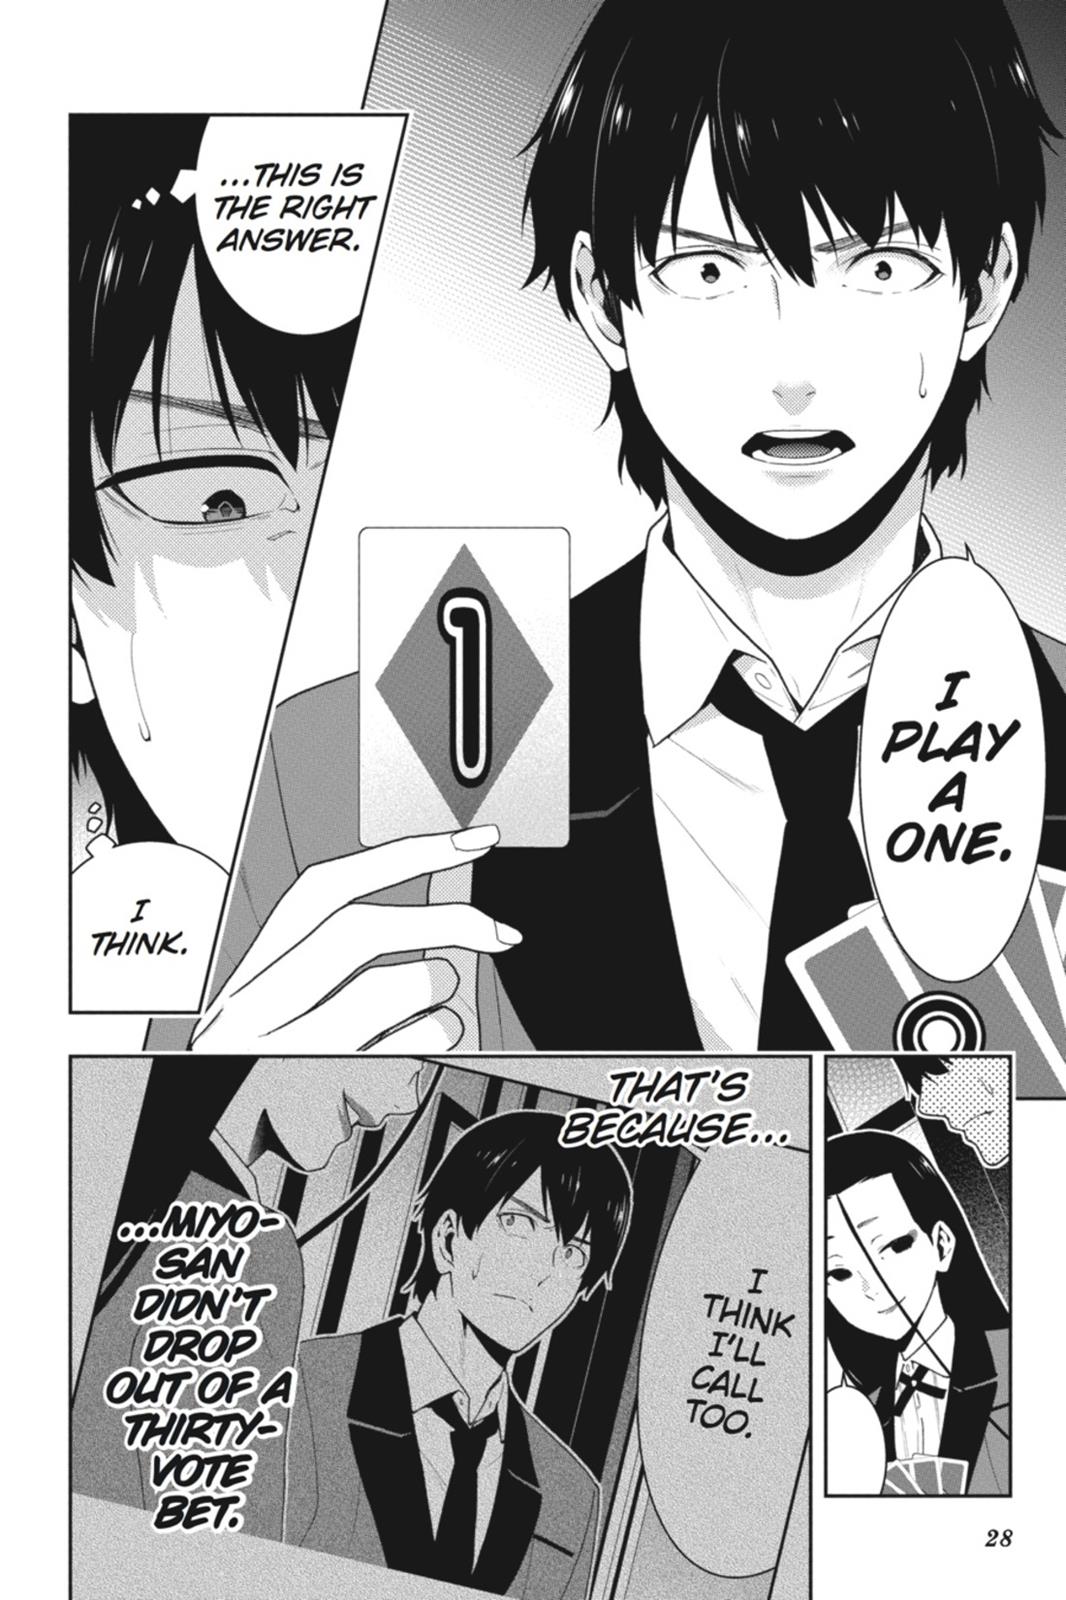 I
PLAY
A
ONE.
1
...THIS IS
THE RIGHT
ANSWER.
I
THINK.
THAT'S
BECAUSE...
I
THINK
I'LL
CALL
TOO.
...MIYO-
SAN
DIDN'T
DROP
OUT OF A
THIRTY-
VOTE
BET.
28